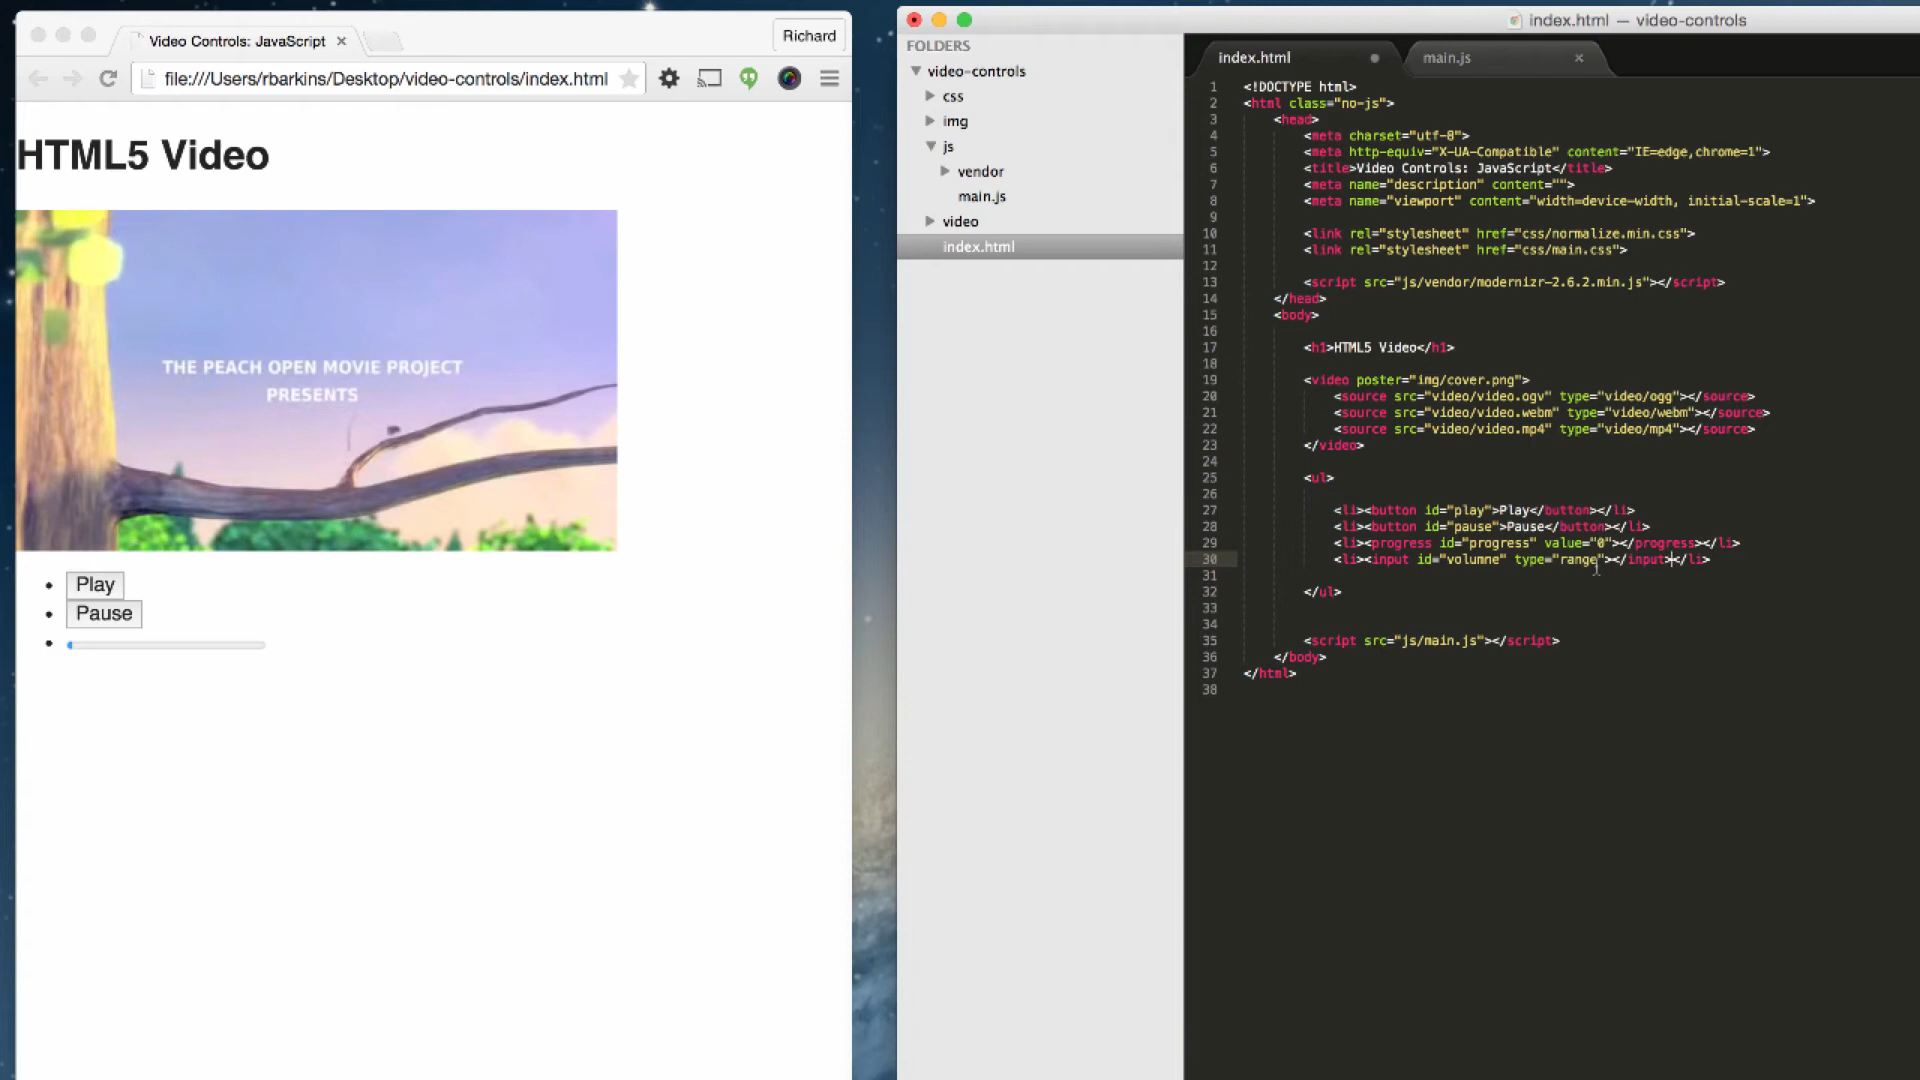 Video Controls: JavaScript
Richard
file:///Users/rbarkins/Desktop/video-controls/index.html
HTML5 Video
THE PEACH OPEN MOVIE PROJECT
PRESENTS
Play
Pause
index.html — video-controls
FOLDERS
video-controls
css
img
js
vendor
main.js
video
index.html
index.html
main.js
1 <!DOCTYPE html>
2 <html class="no-js">
3 <head>
4 <meta charset="utf-8">
5 <meta http-equiv="X-UA-Compatible" content="IE=edge,chrome=1">
6 <title>Video Controls: JavaScript</title>
7 <meta name="description" content="">
8 <meta name="viewport" content="width=device-width, initial-scale=1">
9
10 <link rel="stylesheet" href="css/normalize.min.css">
11 <link rel="stylesheet" href="css/main.css">
12
13 <script src="js/vendor/modernizr-2.6.2.min.js"></script>
14 </head>
15 <body>
16
17 <h1>HTML5 Video</h1>
18
19 <video poster="img/cover.png">
20 <source src="video/video.ogv" type="video/ogg"></source>
21 <source src="video/video.webm" type="video/webm"></source>
22 <source src="video/video.mp4" type="video/mp4"></source>
23 </video>
24
25 <ul>
26
27 <li><button id="play">Play</button></li>
28 <li><button id="pause">Pause</button></li>
29 <li><progress id="progress" value="0"></progress></li>
30 <li><input id="volumne" type="range"></input></li>
31
32 </ul>
33
34
35 <script src="js/main.js"></script>
36 </body>
37 </html>
38